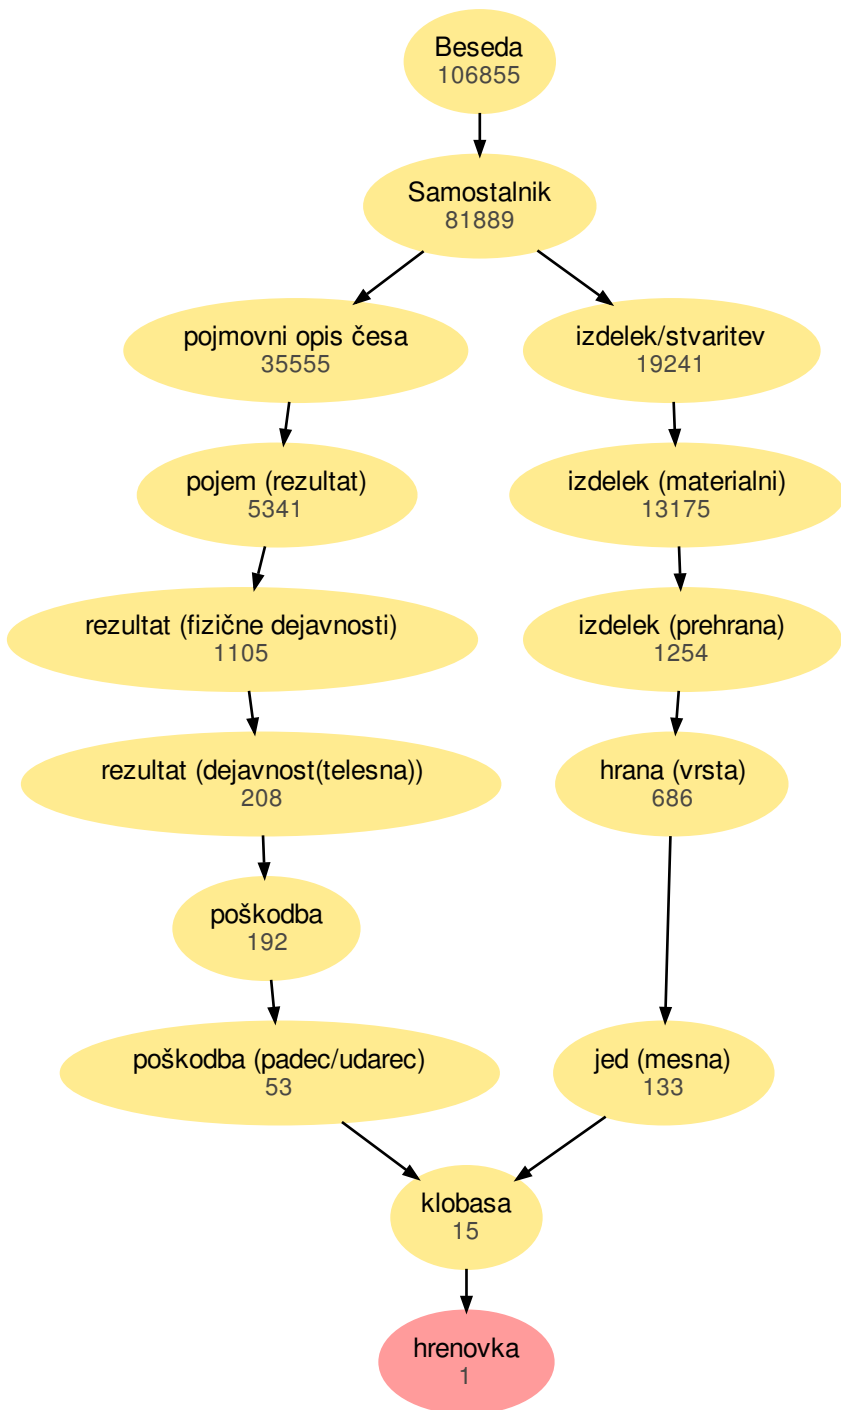 Beseda
106855
Samostalnik
81889
pojmovni opis česa
35555
izdelek/stvaritev
19241
pojem (rezultat)
5341
izdelek (materialni)
13175
rezultat (fizične dejavnosti)
1105
izdelek (prehrana)
1254
rezultat (dejavnost(telesna))
208
hrana (vrsta)
686
poškodba
192
poškodba (padec/udarec)
53
jed (mesna)
133
klobasa
15
hrenovka
1